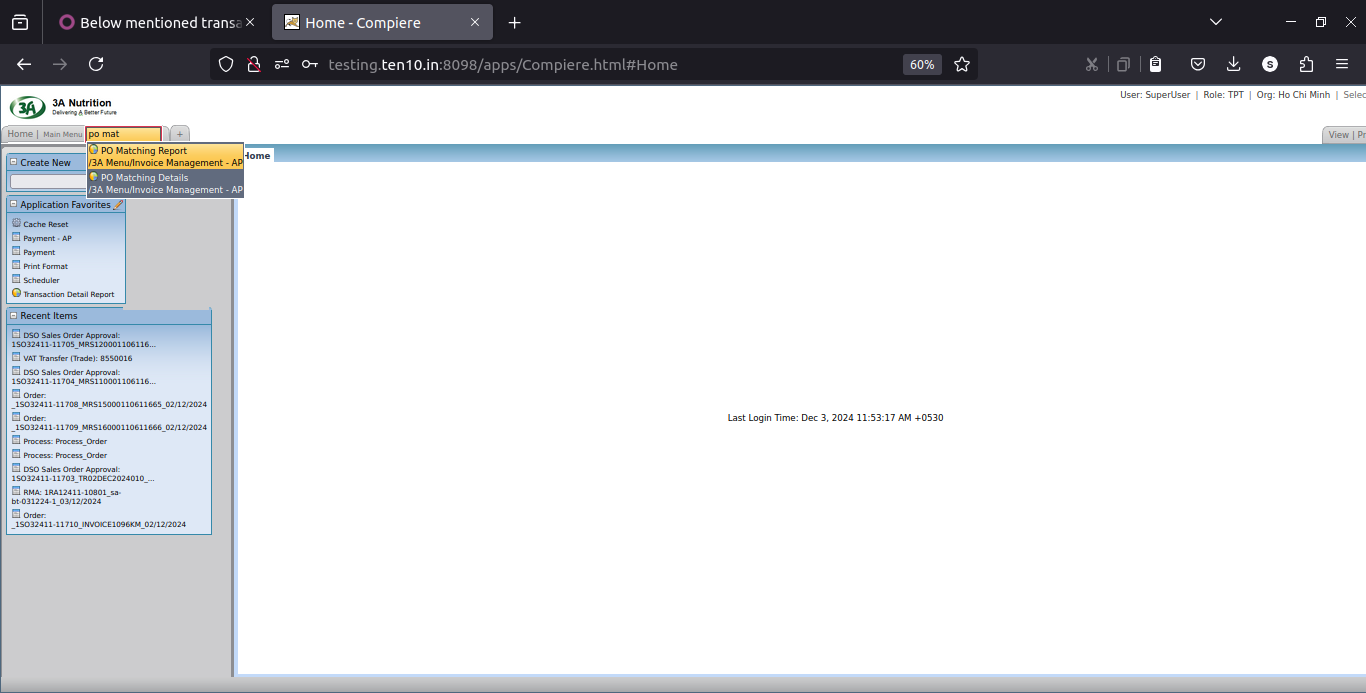 Below mentioned transa
Home - Compiere
testing.ten10.in:8098/apps/Compiere.html#Home
60%
S
3A
3A Nutrition
Delivering A Better Future
User: SuperUser | Role: TPT | Org: Ho Chi Minh | Selec
Home | Main Menu
po mat
+
View | Pr
PO Matching Report
/3A Menu/Invoice Management - AP
PO Matching Details
/3A Menu/Invoice Management - AP
Home
Create New
Application Favorites
Cache Reset
Payment - AP
Payment
Print Format
Scheduler
Transaction Detail Report
Recent Items
DSO Sales Order Approval:
1SO32411-11705_MRS120001106116...
VAT Transfer (Trade): 8550016
DSO Sales Order Approval:
1SO32411-11704_MRS110001106116...
Order:
_1SO32411-11708_MRS15000110611665_02/12/2024
Order:
_1SO32411-11709_MRS16000110611666_02/12/2024
Process: Process_Order
Process: Process_Order
DSO Sales Order Approval:
1SO32411-11703_TR02DEC2024010_...
RMA: 1RA12411-10801_sa-
bt-031224-1_03/12/2024
Order:
_1SO32411-11710_INVOICE1096KM_02/12/2024
Last Login Time: Dec 3, 2024 11:53:17 AM +0530